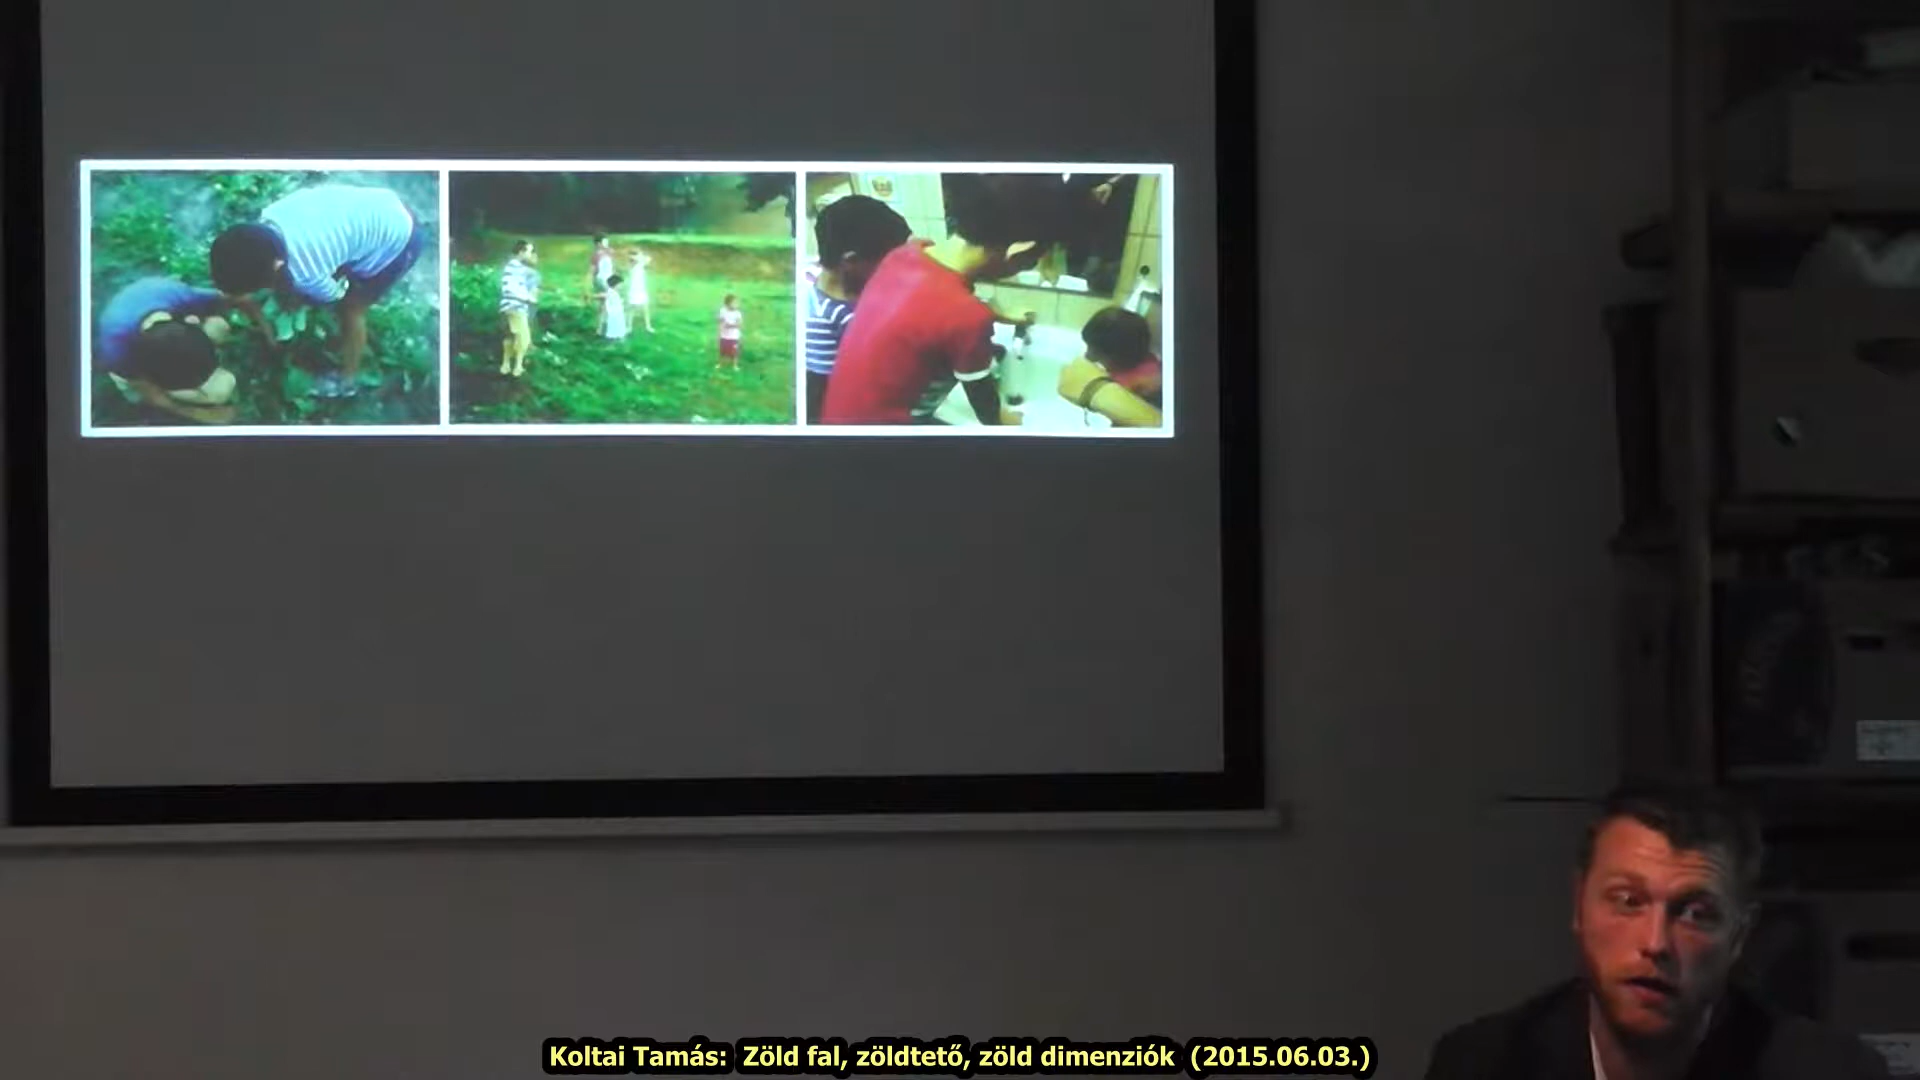 Koltai Tamás: Zöld fal, zöldtető, zöld dimenziók (2015.06.03.)